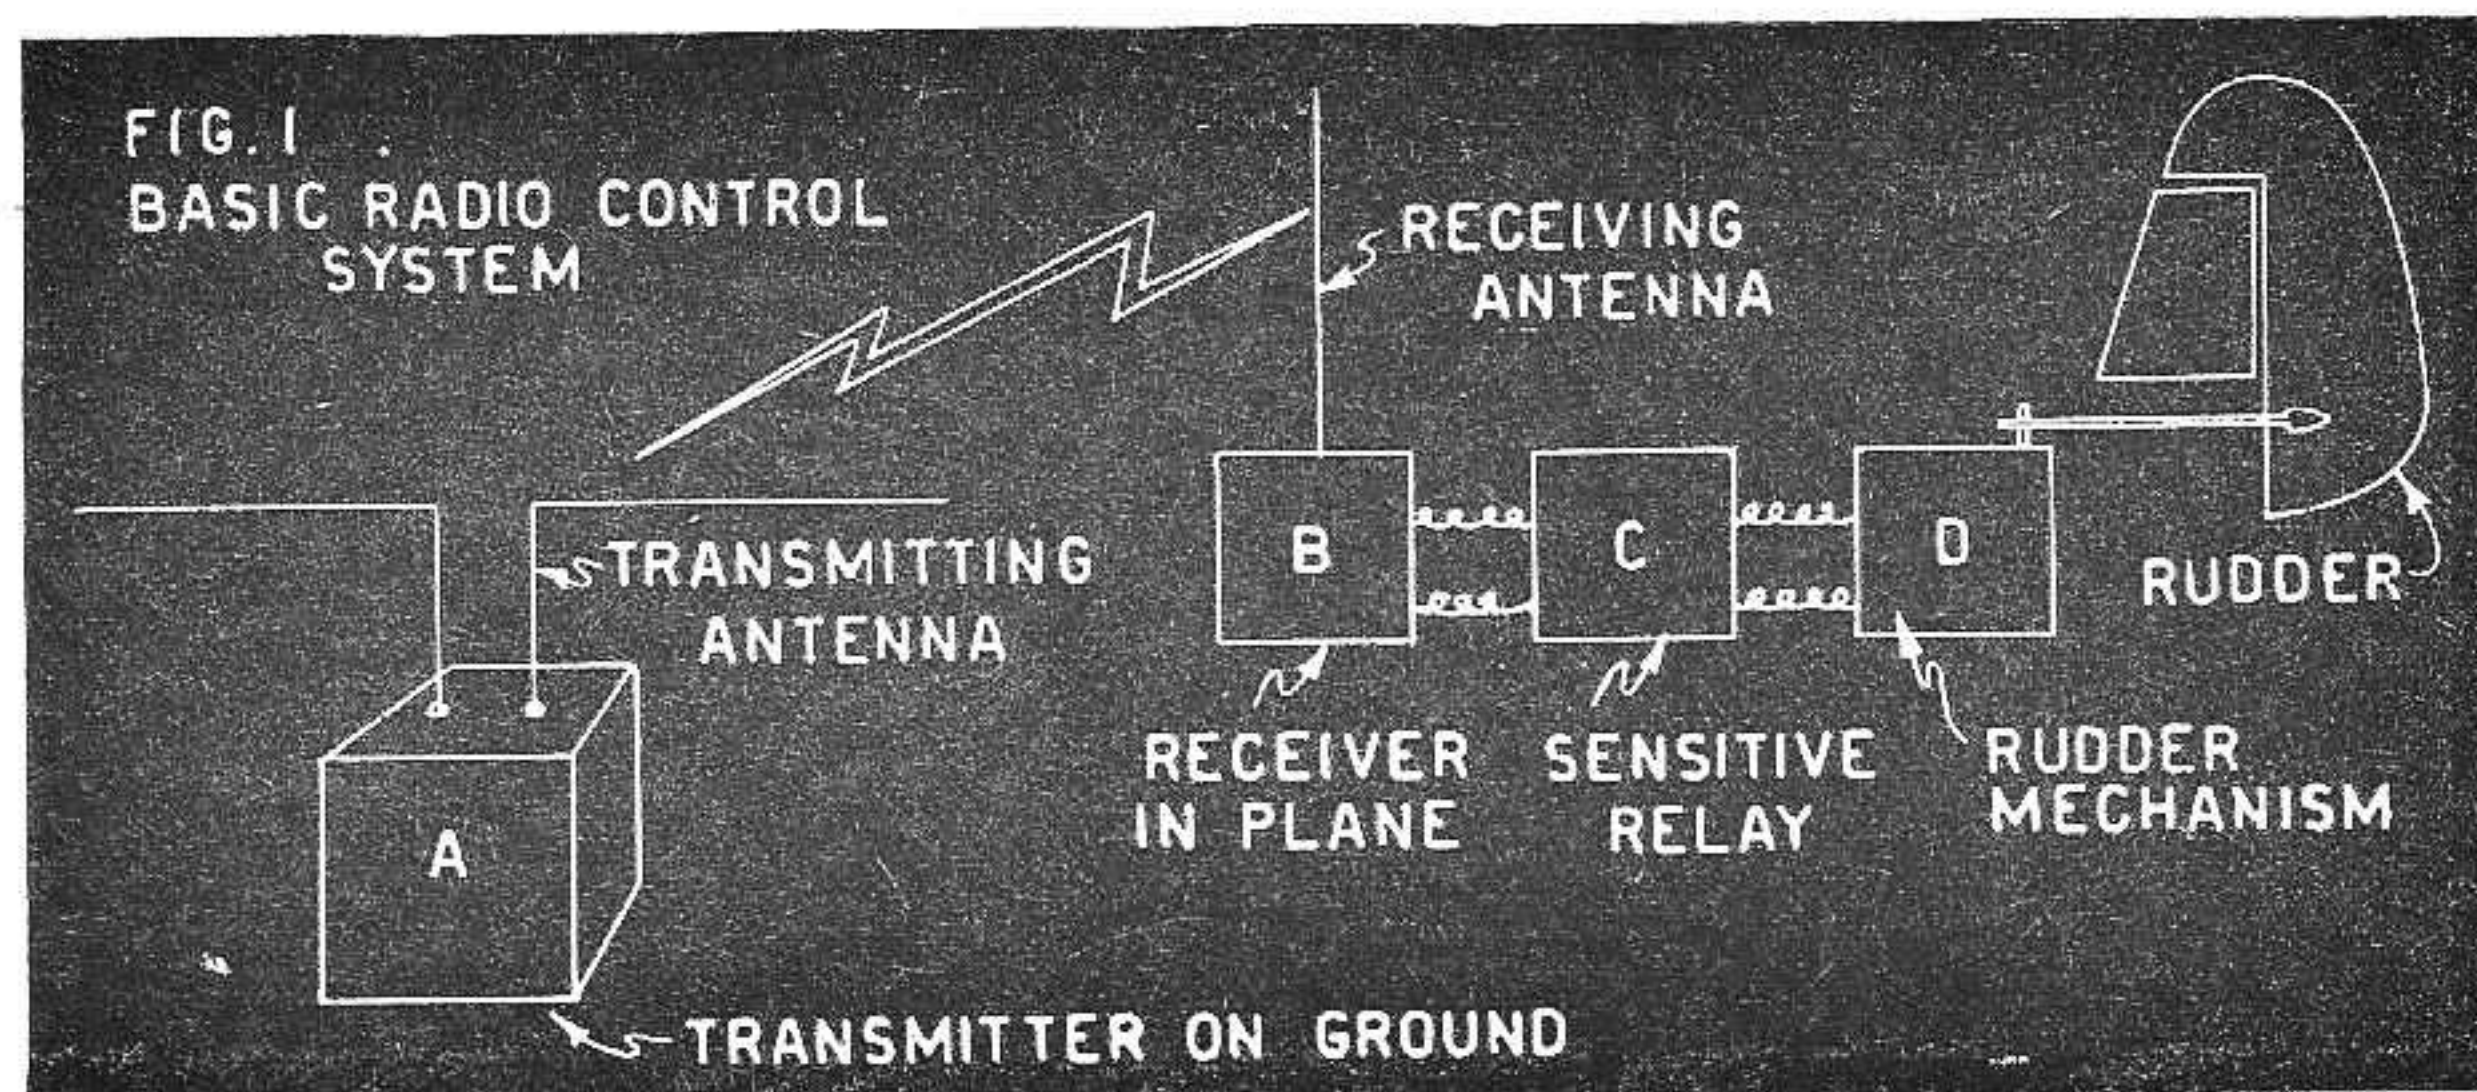 FIG. 1
BASIC RADIO CONTROL
SYSTEM
RECEIVING
ANTENNA
TRANSMITTING
ANTENNA
A
TRANSMITTER ON GROUND
B
C
D
RECEIVER
IN PLANE
SENSITIVE
RELAY
RUDDER
MECHANISM
RUDDER